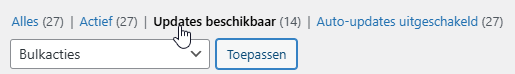 Alles (27) | Actief (27) | Updates beschikbaar (14) | Auto-updates uitgeschakeld (27)
Bulkacties Toepassen